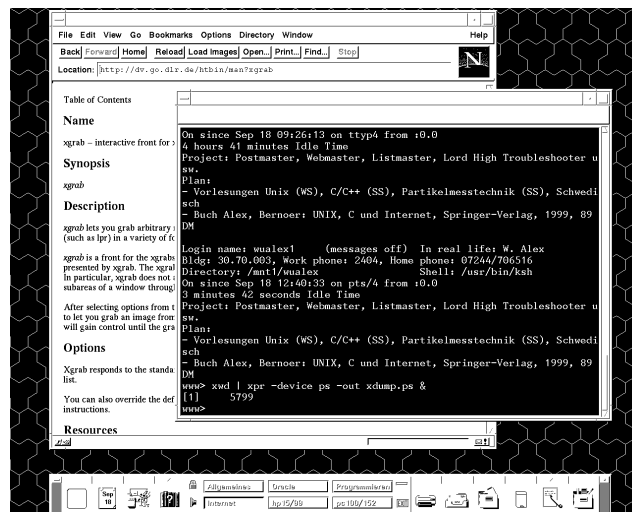 File Edit View Go Bookmarks Options Directory Window Help
Back Forward Home Reload Load Images Open... Print... Find... Stop
N
Location: http://dv.go.dlr.de/htbin/man?xgrab
Table of Contents
Name
xgrab – interactive front for
Synopsis
xgrab
Description
xgrab lets you grab arbitrary
(such as lpr) in a variety of fo
xgrab is a front for the xgrabs
presented by xgrab. The xgral
In particular, xgrab does not
subareas of a window throug
After selecting options from t
to let you grab an image from
will gain control until the gra
Options
Xgrab responds to the standa
list.
You can also override the def
instructions.
Resources
On since Sep 18 09:26:13 on ttyp4 from :0.0
4 hours 41 minutes Idle Time
Project: Postmaster, Webmaster, Listmaster, Lord High Troubleshooter u
sw.
Plan:
- Vorlesungen Unix (WS), C/C++ (SS), Partikelmesstechnik (SS), Schwedi
sch
- Buch Alex, Bernoer: UNIX, C und Internet, Springer-Verlag, 1999, 89
DM
Login name: wualex1 (messages off) In real life: W. Alex
Bldg: 30.70.003, Work phone: 2404, Home phone: 07244/706516
Directory: /mnt1/wualex Shell: /usr/bin/ksh
On since Sep 18 12:40:33 on pts/4 from :0.0
3 minutes 42 seconds Idle Time
Project: Postmaster, Webmaster, Listmaster, Lord High Troubleshooter u
sw.
Plan:
- Vorlesungen Unix (WS), C/C++ (SS), Partikelmesstechnik (SS), Schwedi
sch
- Buch Alex, Bernoer: UNIX, C und Internet, Springer-Verlag, 1999, 89
DM
www> xwd | xpr -device ps -out xdump.ps &
[1] 5799
www>
Sep
18
Allgemeines Oracle Programmieren
Internet hp15/99 ps100/152